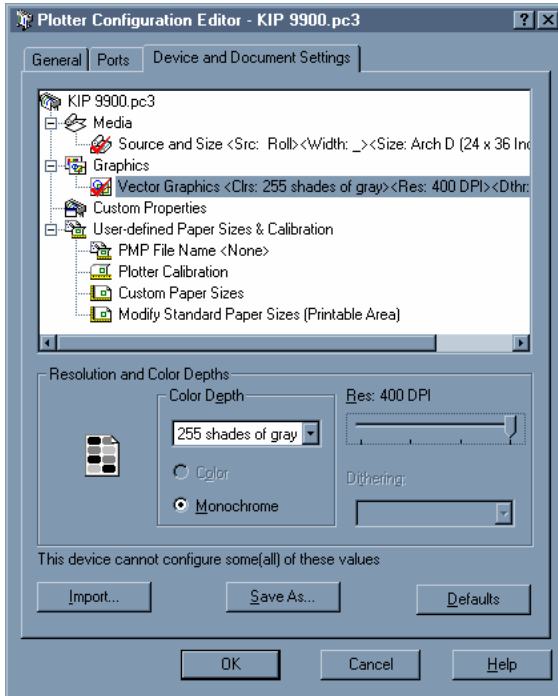 Plotter Configuration Editor - KIP 9900.pc3
General Ports Device and Document Settings
KIP 9900.pc3
Media
Source and Size <Src: Roll><Width: _><Size: Arch D (24 x 36 Inc
Graphics
Vector Graphics <Clrs: 255 shades of gray><Res: 400 DPI><Dthr:
Custom Properties
User-defined Paper Sizes & Calibration
PMP File Name <None>
Plotter Calibration
Custom Paper Sizes
Modify Standard Paper Sizes (Printable Area)
Resolution and Color Depths
Color Depth
Res: 400 DPI
255 shades of gray
Color
Dithering:
Monochrome
This device cannot configure some(all) of these values
Import... Save As... Defaults
OK Cancel Help